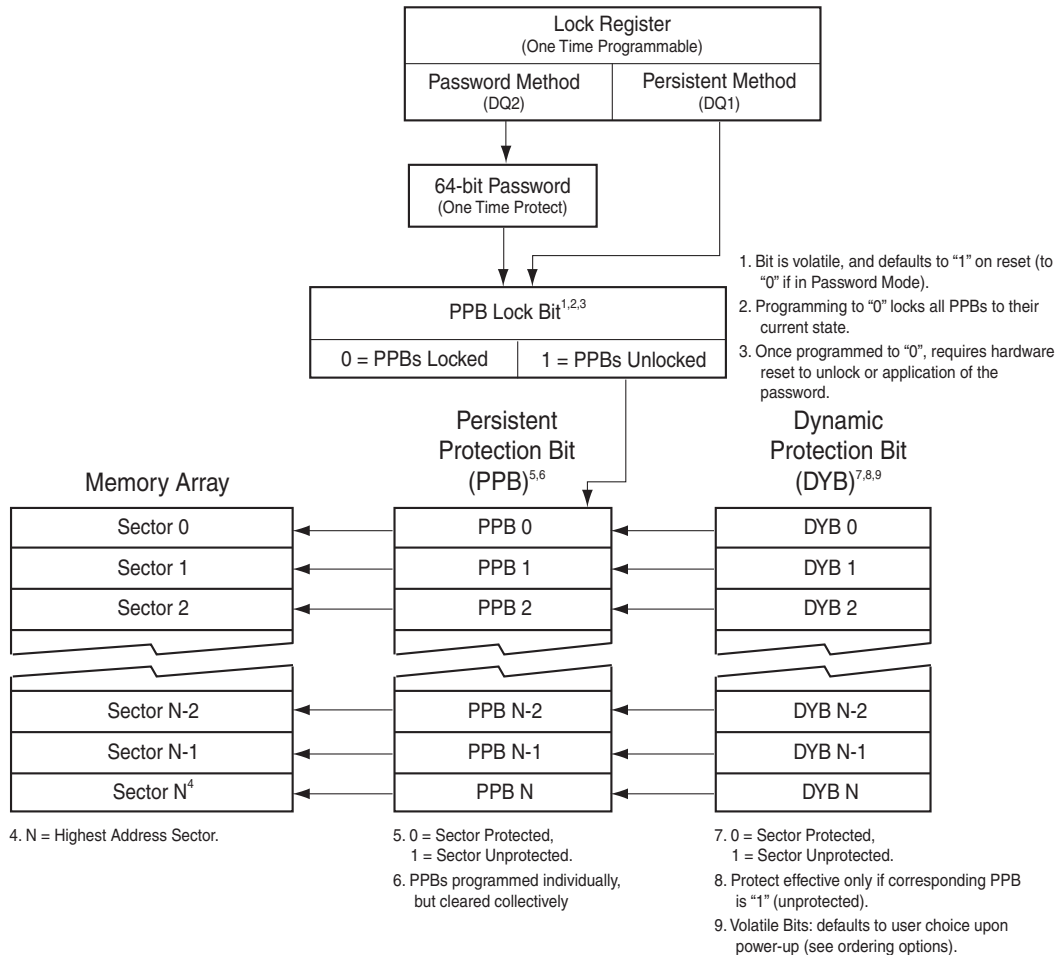 Lock Register
(One Time Programmable)
Password Method
(DQ2)
Persistent Method
(DQ1)
64-bit Password
(One Time Protect)
PPB Lock Bit1,2,3
0 = PPBs Locked
1 = PPBs Unlocked
1. Bit is volatile, and defaults to “1” on reset (to
“0” if in Password Mode).
2. Programming to “0” locks all PPBs to their
current state.
3. Once programmed to “0”, requires hardware
reset to unlock or application of the
password.
Memory Array
Persistent
Protection Bit
(PPB)5,6
Dynamic
Protection Bit
(DYB)7,8,9
Sector 0
PPB 0
DYB 0
Sector 1
PPB 1
DYB 1
Sector 2
PPB 2
DYB 2
Sector N-2
PPB N-2
DYB N-2
Sector N-1
PPB N-1
DYB N-1
Sector N4
PPB N
DYB N
4. N = Highest Address Sector.
5. 0 = Sector Protected,
1 = Sector Unprotected.
6. PPBs programmed individually,
but cleared collectively
7. 0 = Sector Protected,
1 = Sector Unprotected.
8. Protect effective only if corresponding PPB
is “1” (unprotected).
9. Volatile Bits: defaults to user choice upon
power-up (see ordering options).